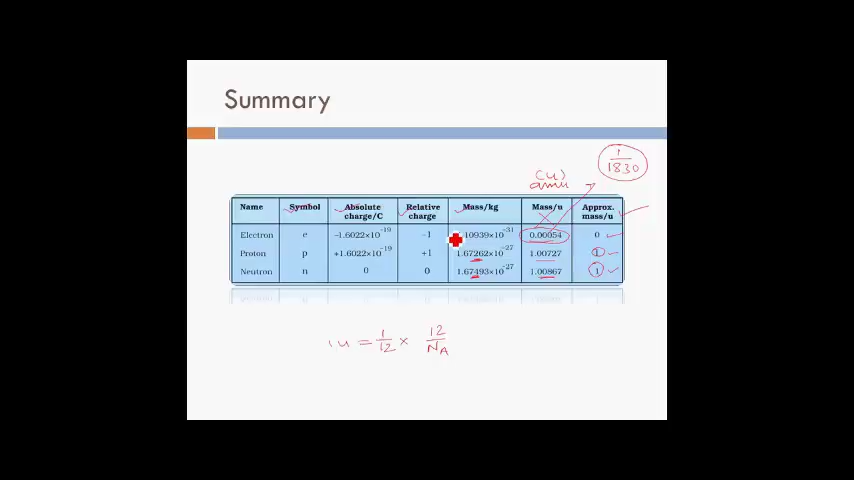 Summary
1/1830
(u)
amu
Name Symbol Absolute charge/C Relative charge Mass/kg Mass/u Approx. mass/u
Electron e −1.6022×10⁻¹⁹ −1 .10939×10⁻³¹ 0.00054 0
Proton p +1.6022×10⁻¹⁹ +1 1.67262×10⁻²⁷ 1.00727 1
Neutron n 0 0 1.67493×10⁻²⁷ 1.00867 1
1 u = 1/12 × 12/NA